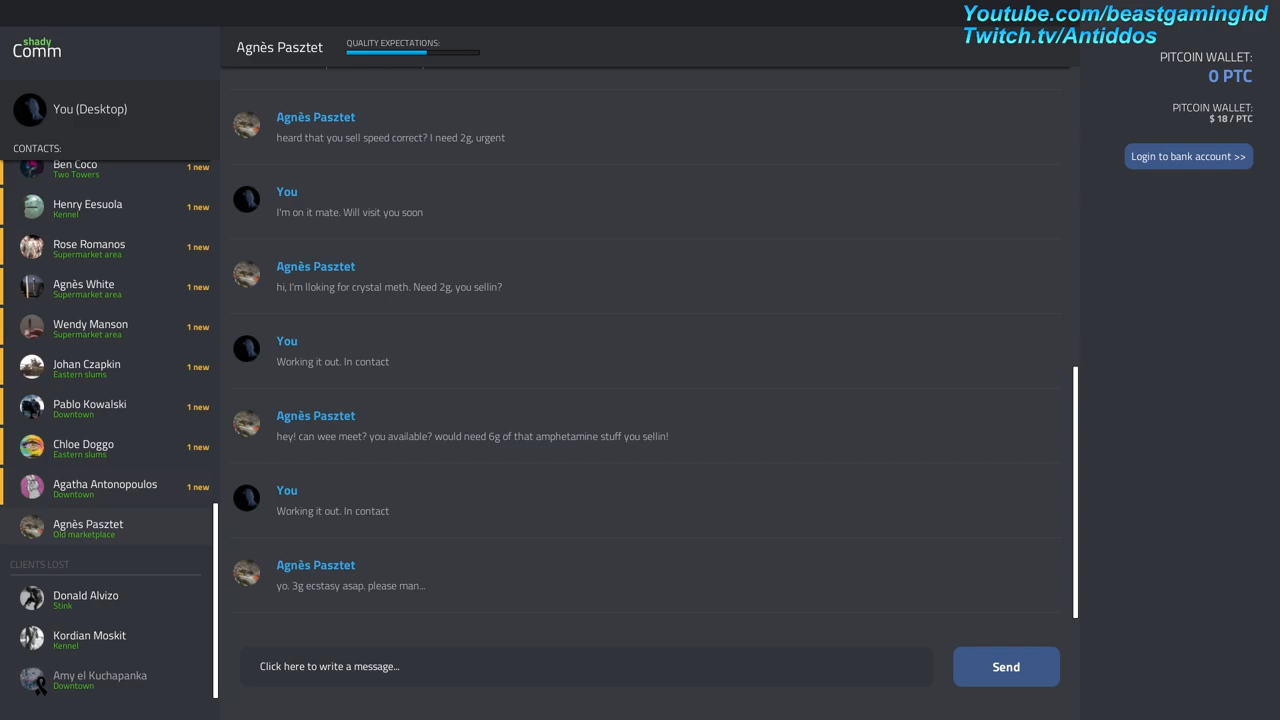 Youtube.com/beastgaminghd
Twitch.tv/Antiddos
shady
Comm
You (Desktop)
CONTACTS:
Ben Coco
Two Towers
1 new
Henry Eesuola
Kennel
1 new
Rose Romanos
Supermarket area
1 new
Agnès White
Supermarket area
1 new
Wendy Manson
Supermarket area
1 new
Johan Czapkin
Eastern slums
1 new
Pablo Kowalski
Downtown
1 new
Chloe Doggo
Eastern slums
1 new
Agatha Antonopoulos
Downtown
1 new
Agnès Pasztet
Old marketplace
CLIENTS LOST
Donald Alvizo
Stink
Kordian Moskit
Kennel
Amy el Kuchapanka
Downtown
Agnès Pasztet
QUALITY EXPECTATIONS:
Agnès Pasztet
heard that you sell speed correct? I need 2g, urgent
You
I'm on it mate. Will visit you soon
Agnès Pasztet
hi, I'm lloking for crystal meth. Need 2g, you sellin?
You
Working it out. In contact
Agnès Pasztet
hey! can wee meet? you available? would need 6g of that amphetamine stuff you sellin!
You
Working it out. In contact
Agnès Pasztet
yo. 3g ecstasy asap. please man...
Click here to write a message...
Send
PITCOIN WALLET:
0 PTC
PITCOIN WALLET:
$ 18 / PTC
Login to bank account >>